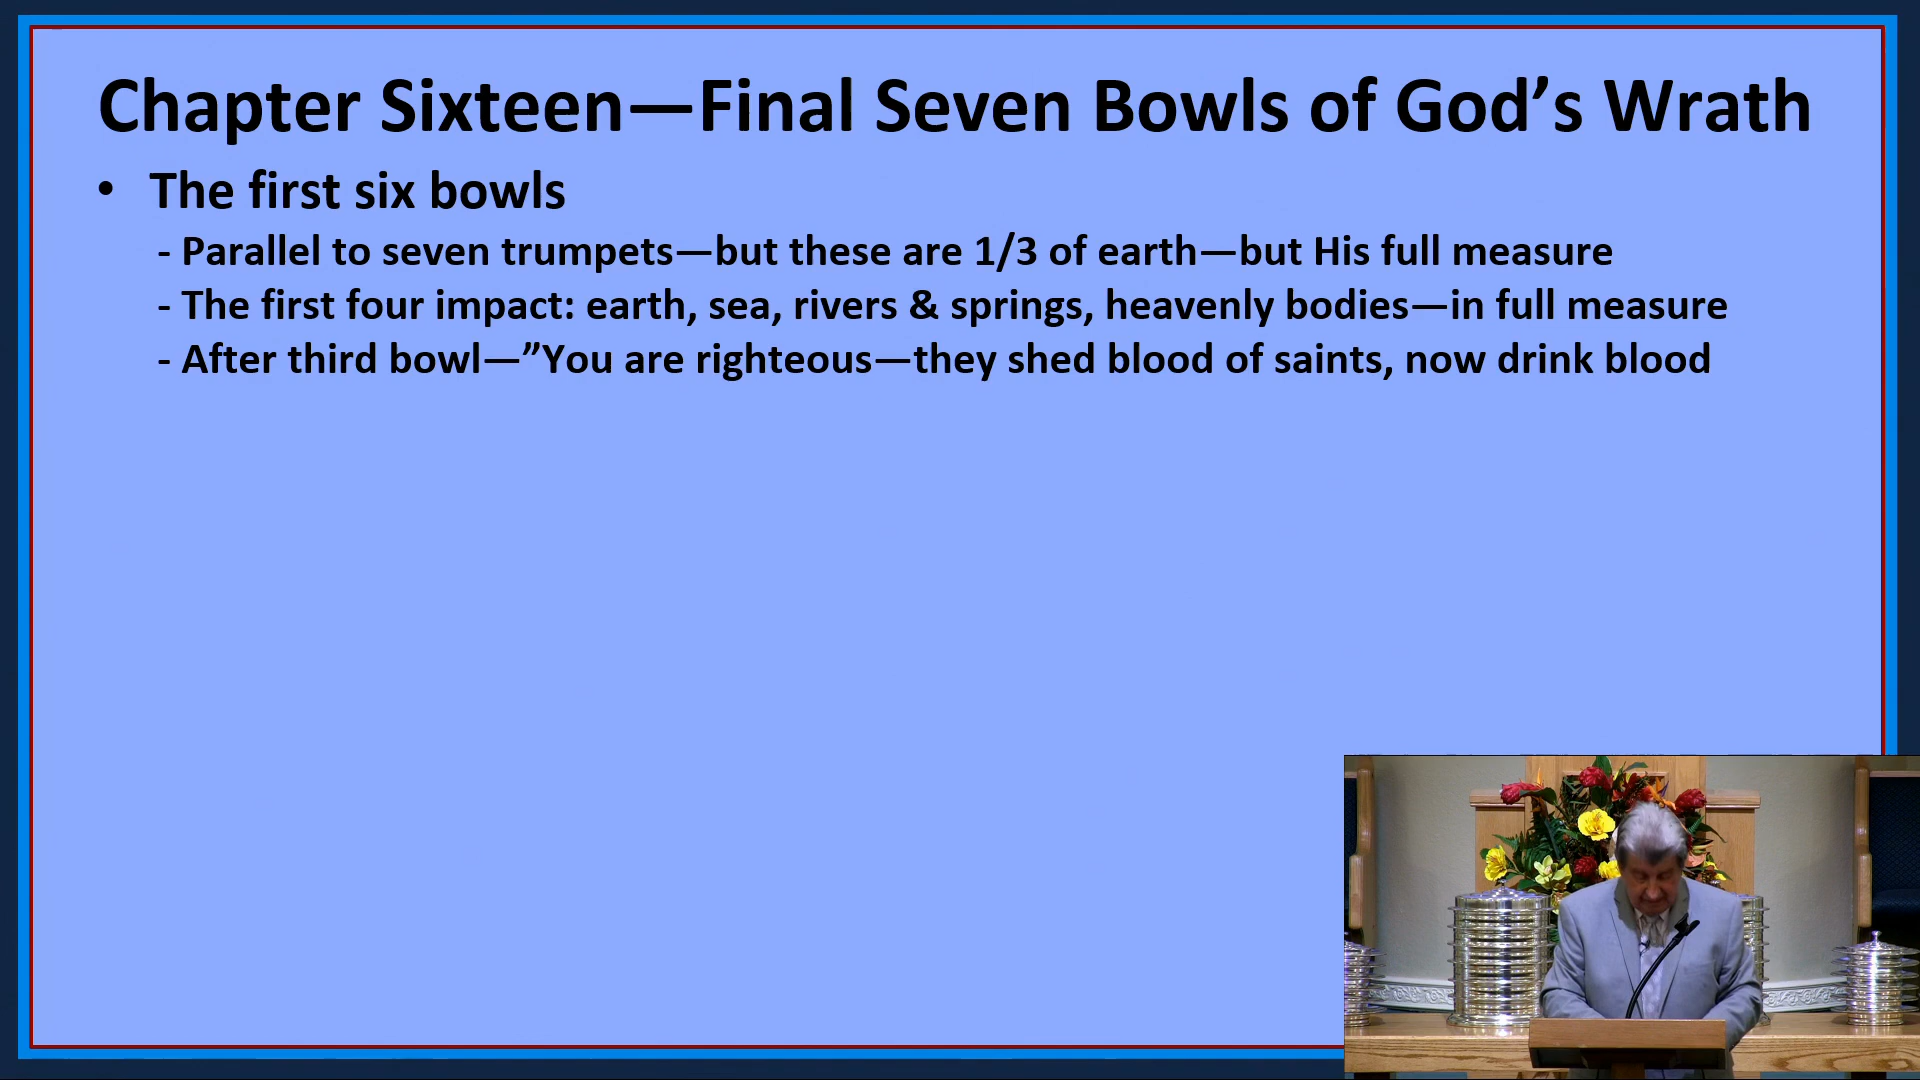 Chapter Sixteen—Final Seven Bowls of God’s Wrath
• The first six bowls
- Parallel to seven trumpets—but these are 1/3 of earth—but His full measure
- The first four impact: earth, sea, rivers & springs, heavenly bodies—in full measure
- After third bowl—”You are righteous—they shed blood of saints, now drink blood